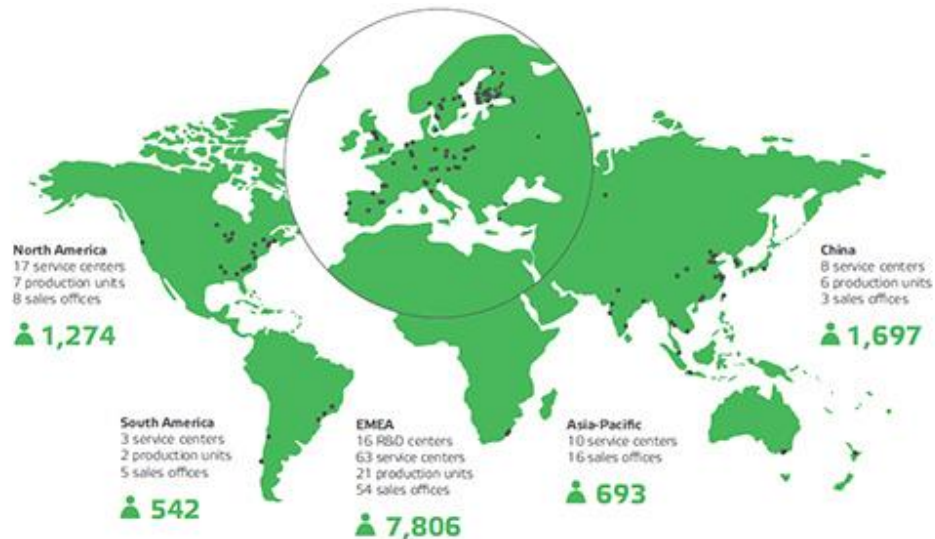 North America
17 service centers
7 production units
8 sales offices
1,274
South America
3 service centers
2 production units
5 sales offices
542
EMEA
16 R&D centers
63 service centers
21 production units
54 sales offices
7,806
Asia-Pacific
10 service centers
16 sales offices
693
China
8 service centers
6 production units
3 sales offices
1,697